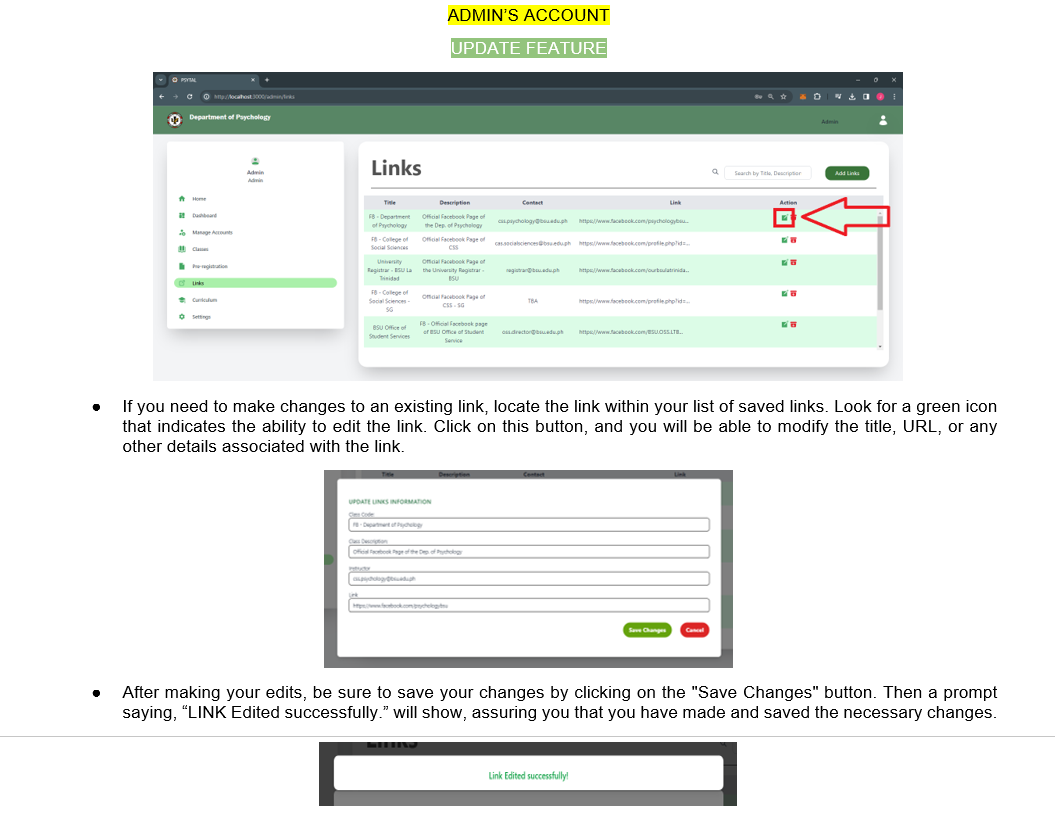 ADMIN'S ACCOUNT
UPDATE FEATURE
PSYTAL
http://localhost:3000/admin/links
Department of Psychology
Admin
Admin
Admin
Home
Dashboard
Manage Accounts
Classes
Pre-registration
Links
Curriculum
Settings
Links
Search by Title, Description
Add Links
Title Description Contact Link Action
FB - Department of Psychology Official Facebook Page of the Dep. of Psychology css.psychology@bsu.edu.ph https://www.facebook.com/psychologybsu...
FB - College of Social Sciences Official Facebook Page of CSS cas.socialsciences@bsu.edu.ph https://www.facebook.com/profile.php?id=...
University Registrar - BSU La Trinidad Official Facebook Page of the University Registrar - BSU registrar@bsu.edu.ph https://www.facebook.com/ourbsulatrinida...
FB - College of Social Sciences - SG Official Facebook Page of CSS - SG TBA https://www.facebook.com/profile.php?id=...
BSU Office of Student Services FB - Official Facebook page of BSU Office of Student Service oss.director@bsu.edu.ph https://www.facebook.com/BSU.OSS.LTB...
● If you need to make changes to an existing link, locate the link within your list of saved links. Look for a green icon
that indicates the ability to edit the link. Click on this button, and you will be able to modify the title, URL, or any
other details associated with the link.
Title Description Contact Link
UPDATE LINKS INFORMATION
Class Code:
FB - Department of Psychology
Class Description:
Official Facebook Page of the Dep. of Psychology
Instructor
css.psychology@bsu.edu.ph
Link
https://www.facebook.com/psychologybsu
Save Changes Cancel
● After making your edits, be sure to save your changes by clicking on the "Save Changes" button. Then a prompt
saying, “LINK Edited successfully.” will show, assuring you that you have made and saved the necessary changes.
Links
Link Edited successfully!